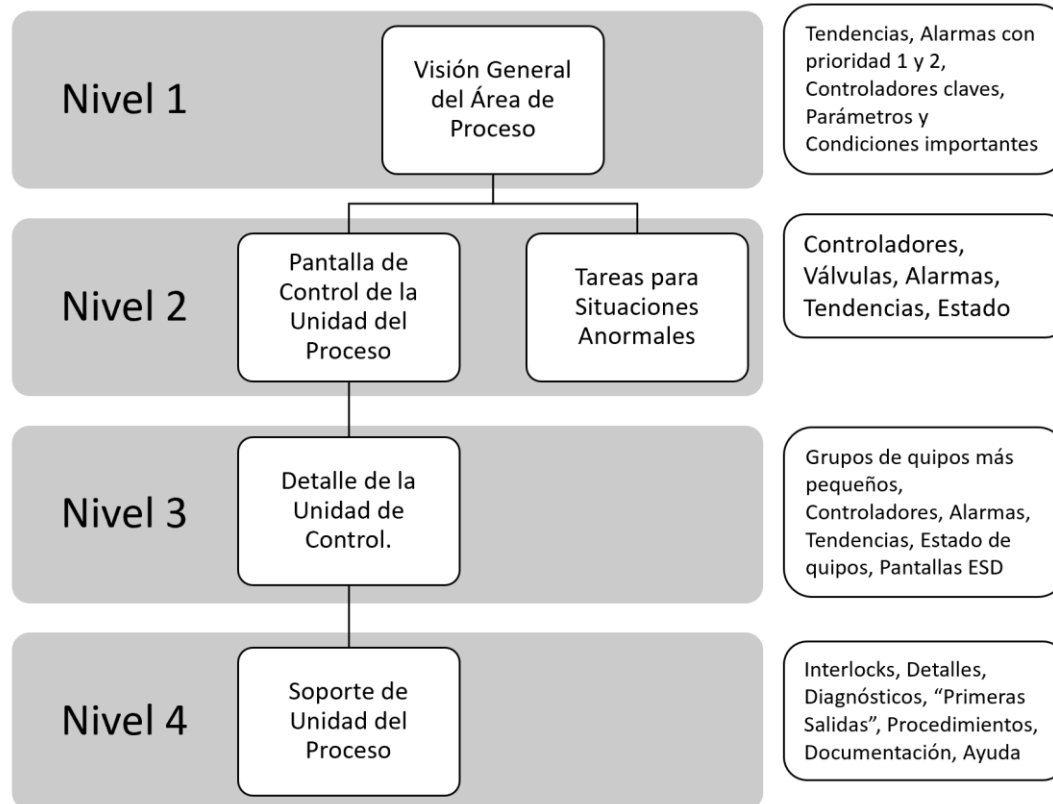 Nivel 1
Visión General
del Área de
Proceso
Tendencias, Alarmas con
prioridad 1 y 2,
Controladores claves,
Parámetros y
Condiciones importantes
Nivel 2
Pantalla de
Control de la
Unidad del
Proceso
Tareas para
Situaciones
Anormales
Controladores,
Válvulas, Alarmas,
Tendencias, Estado
Nivel 3
Detalle de la
Unidad de
Control.
Grupos de quipos más
pequeños,
Controladores, Alarmas,
Tendencias, Estado de
quipos, Pantallas ESD
Nivel 4
Soporte de
Unidad del
Proceso
Interlocks, Detalles,
Diagnósticos, “Primeras
Salidas”, Procedimientos,
Documentación, Ayuda